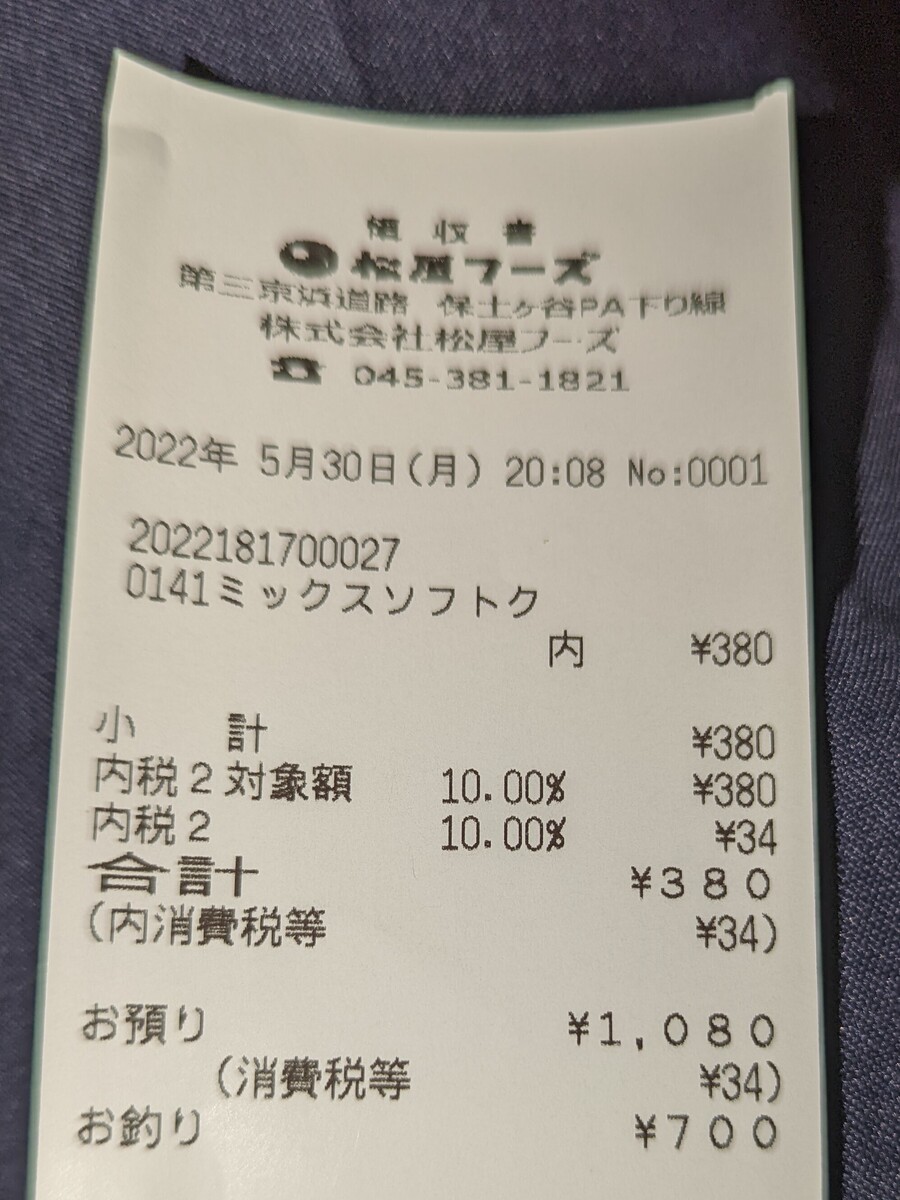 領収書
松屋フーズ
第三京浜道路 保土ヶ谷PA下り線
株式会社松屋フーズ
☎ 045-381-1821
2022年 5月30日(月) 20:08 No:0001
2022181700027
0141ミックスソフトク
内 ¥380
小 計 ¥380
内税2対象額 10.00% ¥380
内税2 10.00% ¥34
合計 ¥380
(内消費税等 ¥34)
お預り ¥1,080
(消費税等 ¥34)
お釣り ¥700